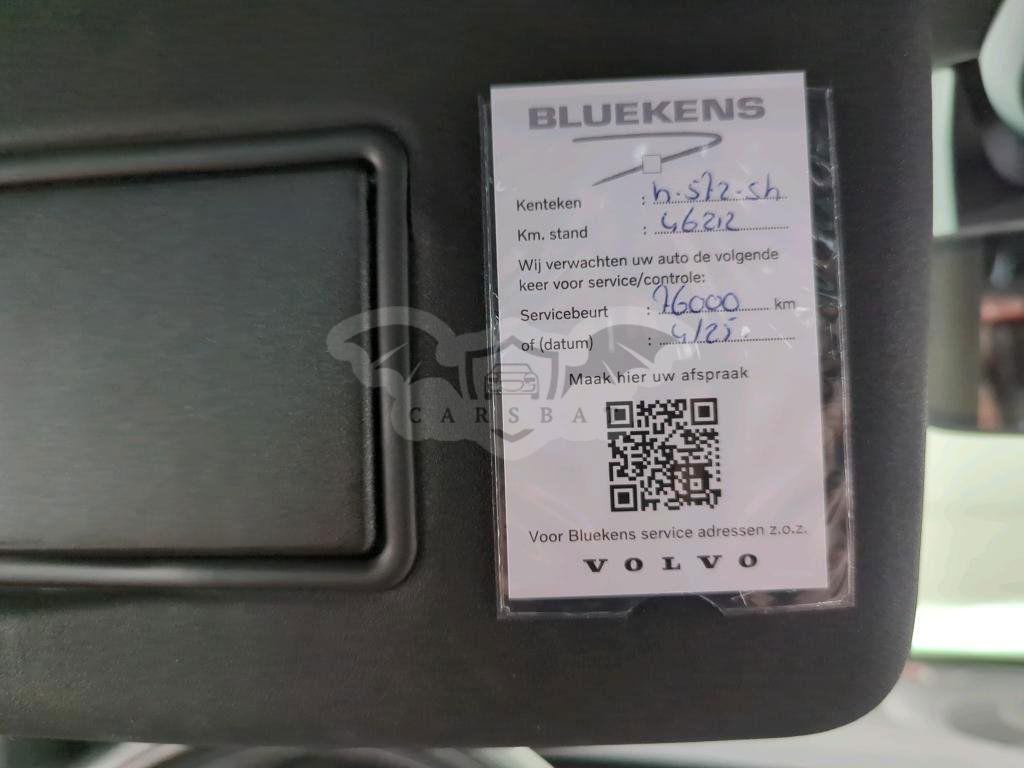 BLUEKENS
Kenteken : h-572-sh
Km. stand : 46212
Wij verwachten uw auto de volgende
keer voor service/controle:
Servicebeurt : 76000 km
of (datum) : 4/25.
Maak hier uw afspraak
CARSBAT
Voor Bluekens service adressen z.o.z.
VOLVO